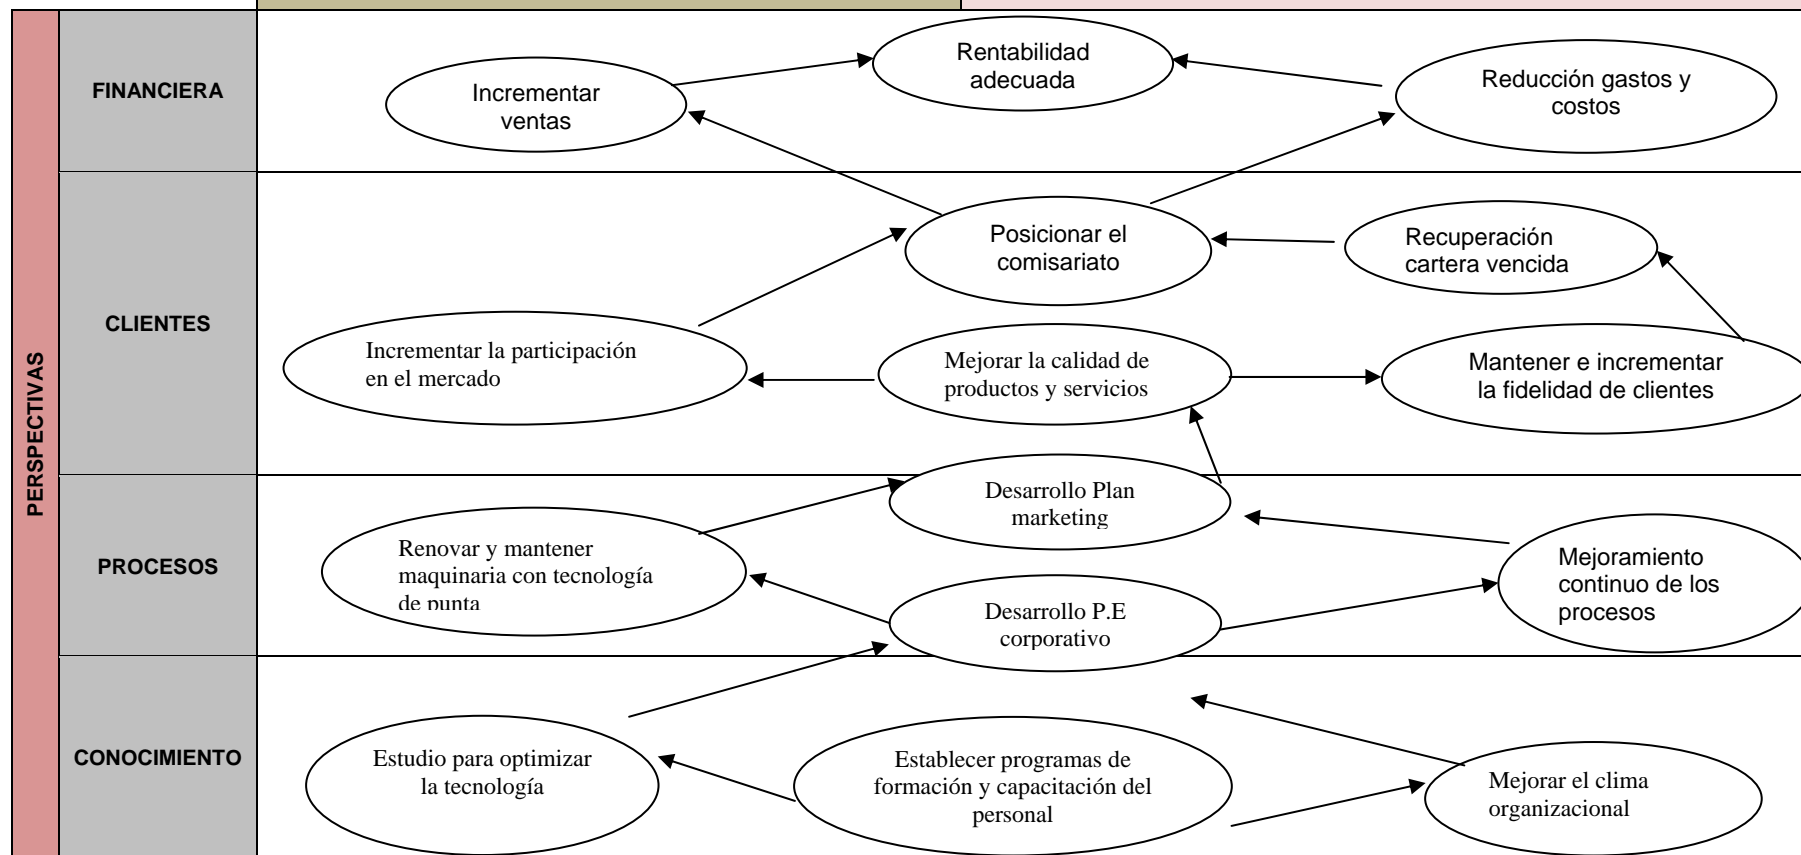 PERSPECTIVAS
FINANCIERA
Incrementar
ventas
Rentabilidad
adecuada
Reducción gastos y
costos
CLIENTES
Posicionar el
comisariato
Recuperación
cartera vencida
Incrementar la participación
en el mercado
Mejorar la calidad de
productos y servicios
Mantener e incrementar
la fidelidad de clientes
PROCESOS
Desarrollo Plan
marketing
Renovar y mantener
maquinaria con tecnología
de punta
Mejoramiento
continuo de los
procesos
Desarrollo P.E
corporativo
CONOCIMIENTO
Estudio para optimizar
la tecnología
Establecer programas de
formación y capacitación del
personal
Mejorar el clima
organizacional